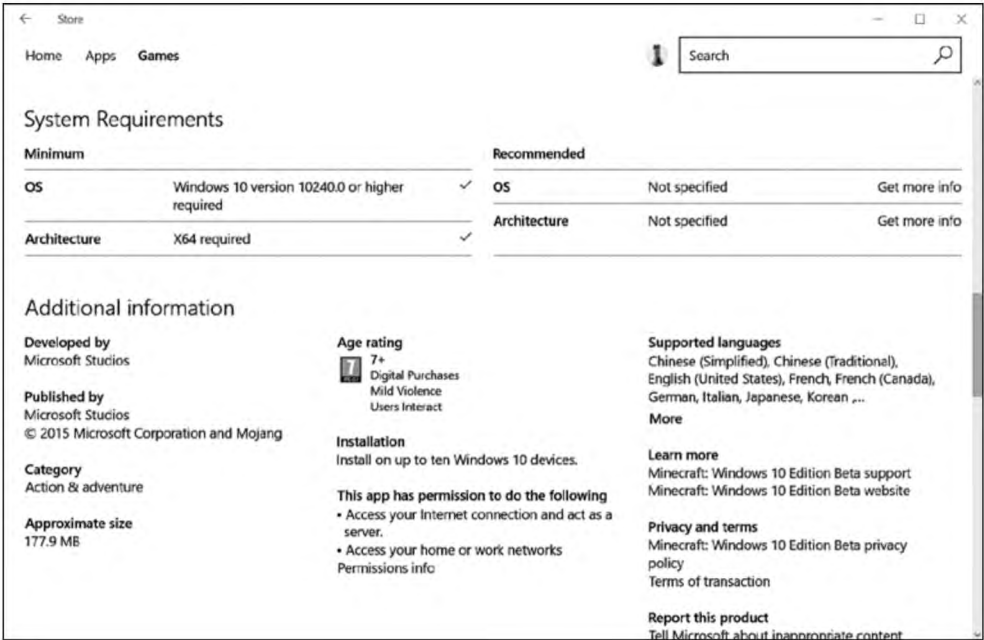 Store
Home Apps Games
Search
System Requirements
Minimum
OS Windows 10 version 10240.0 or higher
required
Architecture X64 required
Recommended
OS Not specified Get more info
Architecture Not specified Get more info
Additional information
Developed by
Microsoft Studios
Published by
Microsoft Studios
© 2015 Microsoft Corporation and Mojang
Category
Action & adventure
Approximate size
177.9 MB
Age rating
7
7+
Digital Purchases
Mild Violence
Users Interact
Installation
Install on up to ten Windows 10 devices.
This app has permission to do the following
• Access your Internet connection and act as a
server.
• Access your home or work networks
Permissions info
Supported languages
Chinese (Simplified), Chinese (Traditional),
English (United States), French, French (Canada),
German, Italian, Japanese, Korean ,...
More
Learn more
Minecraft: Windows 10 Edition Beta support
Minecraft: Windows 10 Edition Beta website
Privacy and terms
Minecraft: Windows 10 Edition Beta privacy
policy
Terms of transaction
Report this product
Tell Microsoft about inappropriate content